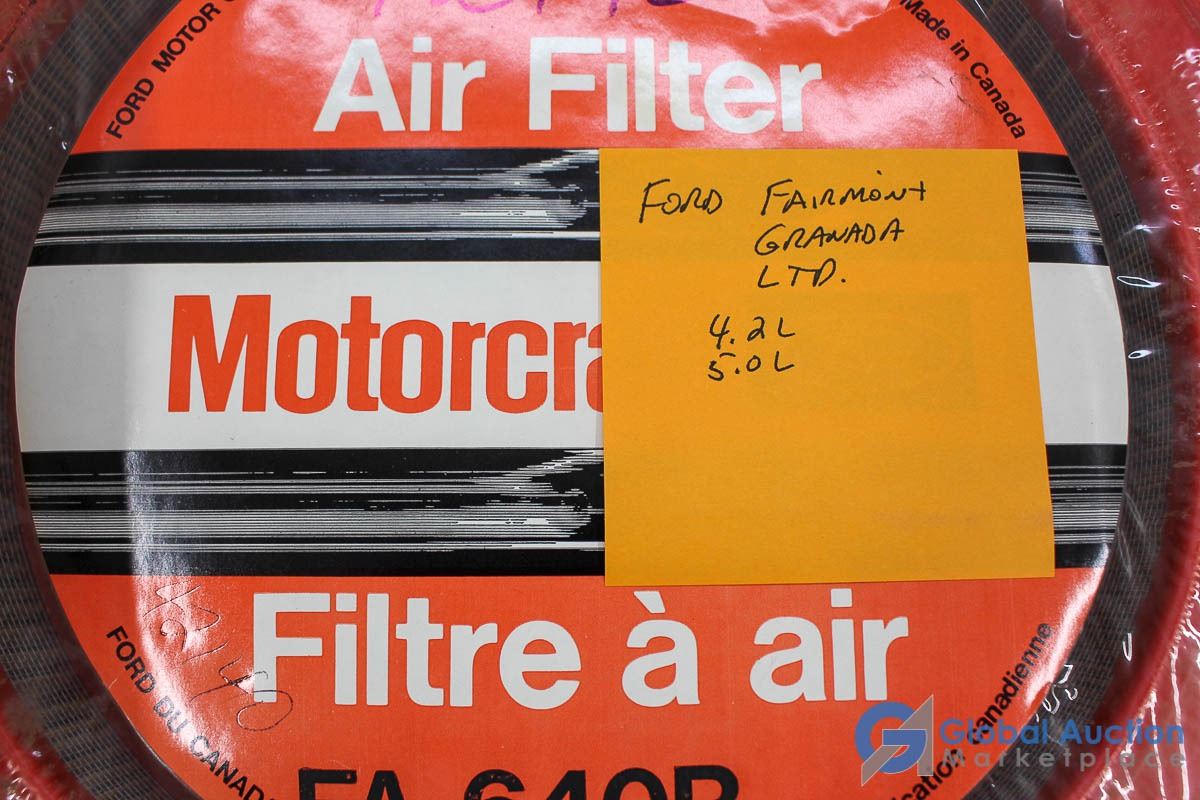 FORD MOTOR
Air Filter
Made in Canada
FORD FAIRMONT
GRANADA
LTD.
4.2L
5.0L
Motorcra
Filtre à air
FORD DU CANADA
Canadienne
Global Auction
Marketplace